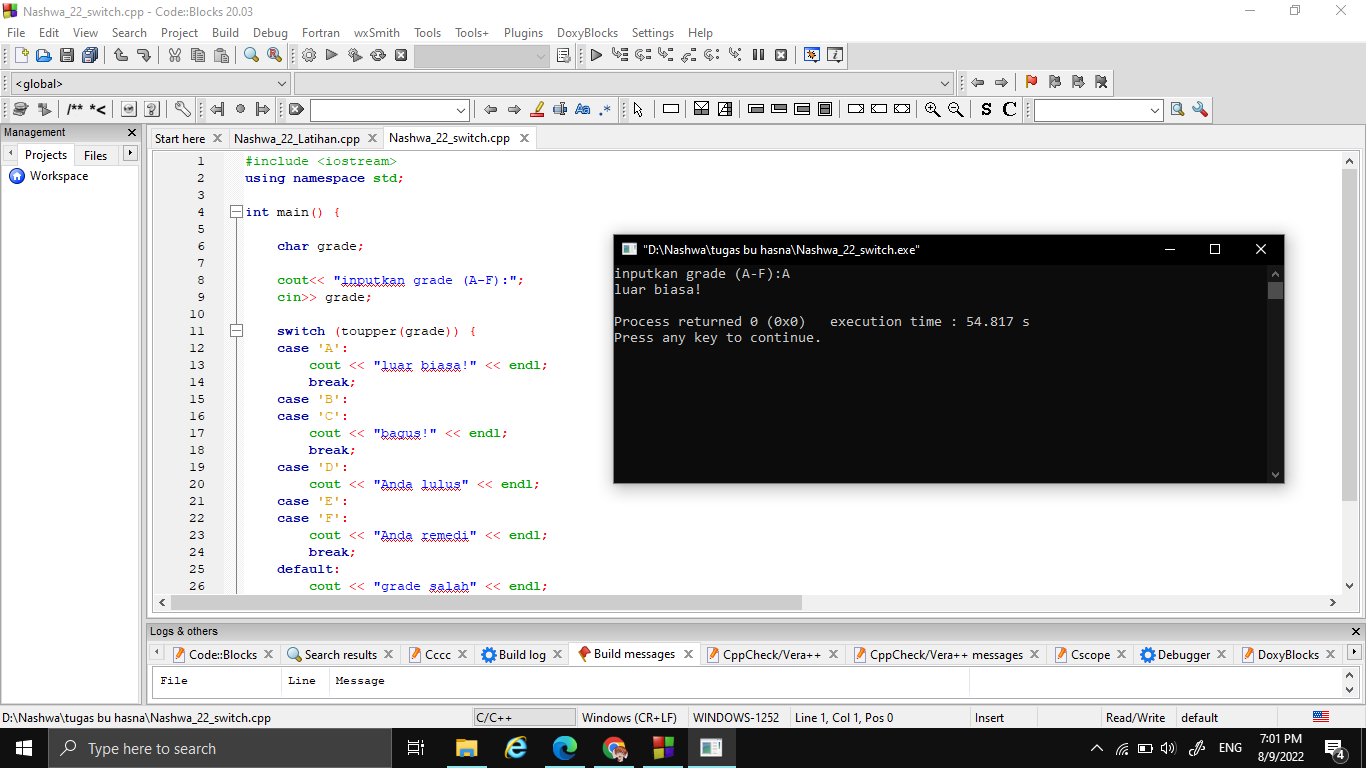 Nashwa_22_switch.cpp - Code::Blocks 20.03
File Edit View Search Project Build Debug Fortran wxSmith Tools Tools+ Plugins DoxyBlocks Settings Help
<global>
/** *<
Aa .*
S C
Management
Projects Files
Workspace
Start here Nashwa_22_Latihan.cpp Nashwa_22_switch.cpp
1 #include <iostream>
2 using namespace std;
3
4 int main() {
5
6 char grade;
7
8 cout<< "inputkan grade (A-F):";
9 cin>> grade;
10
11 switch (toupper(grade)) {
12 case 'A':
13 cout << "luar biasa!" << endl;
14 break;
15 case 'B':
16 case 'C':
17 cout << "bagus!" << endl;
18 break;
19 case 'D':
20 cout << "Anda lulus" << endl;
21 case 'E':
22 case 'F':
23 cout << "Anda remedi" << endl;
24 break;
25 default:
26 cout << "grade salah" << endl;
"D:\Nashwa\tugas bu hasna\Nashwa_22_switch.exe"
inputkan grade (A-F):A
luar biasa!
Process returned 0 (0x0) execution time : 54.817 s
Press any key to continue.
Logs & others
Code::Blocks Search results Cccc Build log Build messages CppCheck/Vera++ CppCheck/Vera++ messages Cscope Debugger DoxyBlocks
File Line Message
D:\Nashwa\tugas bu hasna\Nashwa_22_switch.cpp C/C++ Windows (CR+LF) WINDOWS-1252 Line 1, Col 1, Pos 0 Insert Read/Write default
Type here to search
ENG
7:01 PM
8/9/2022
4